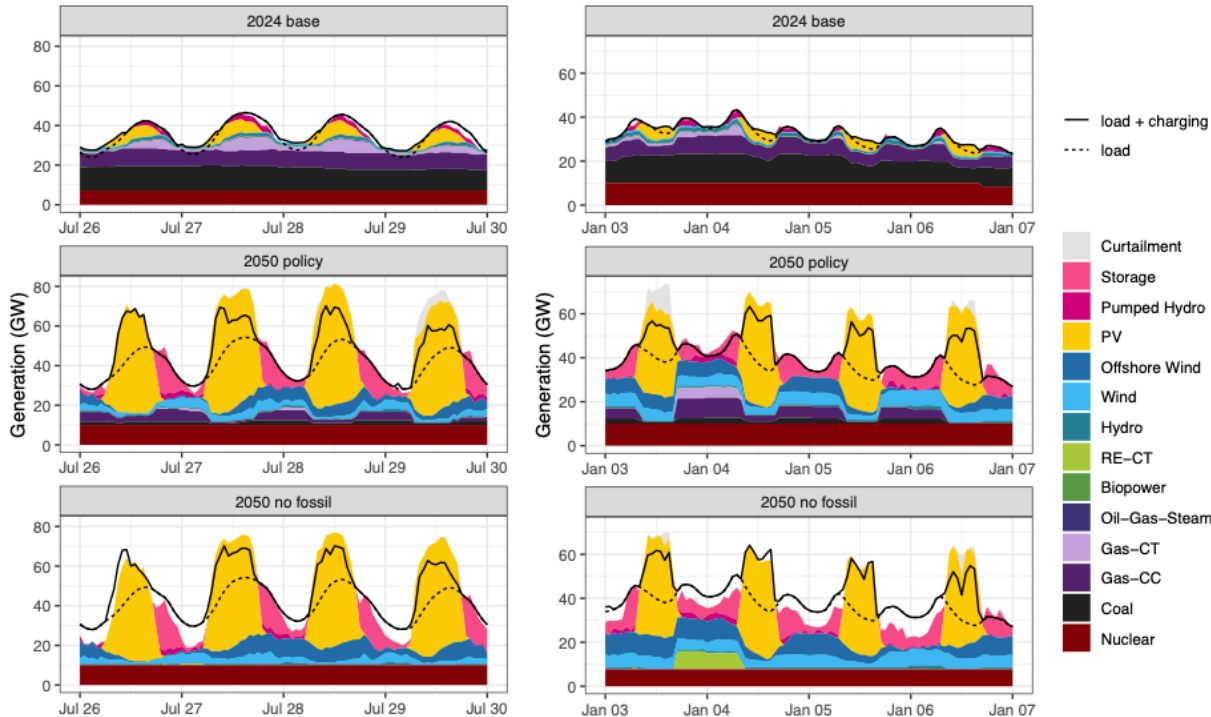 2024 base
80
60
40
20
0
Jul 26
Jul 27
Jul 28
Jul 29
Jul 30
2024 base
60
40
20
0
Jan 03
Jan 04
Jan 05
Jan 06
Jan 07
Generation (GW)
2050 policy
80
60
40
20
0
Jul 26
Jul 27
Jul 28
Jul 29
Jul 30
Generation (GW)
2050 policy
60
40
20
0
Jan 03
Jan 04
Jan 05
Jan 06
Jan 07
2050 no fossil
80
60
40
20
0
Jul 26
Jul 27
Jul 28
Jul 29
Jul 30
2050 no fossil
60
40
20
0
Jan 03
Jan 04
Jan 05
Jan 06
Jan 07
load + charging
load
Curtailment
Storage
Pumped Hydro
PV
Offshore Wind
Wind
Hydro
RE-CT
Biopower
Oil-Gas-Steam
Gas-CT
Gas-CC
Coal
Nuclear